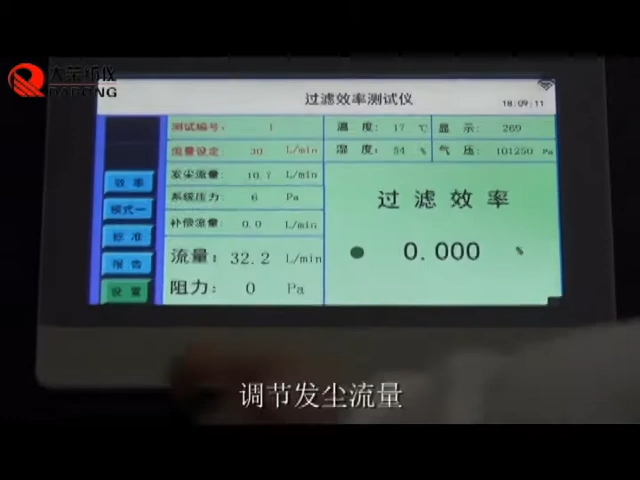 大荣纺仪
DARONG
过滤效率测试仪
18:09:11
测试编号: 1
温 度: 17 ℃
显 示: 269
流量设定: 30 L/min
湿 度: 54 %
气 压: 101250 Pa
发尘流量: 10.7 L/min
效 率
系统压力: 6 Pa
过滤效率
模式一
补偿流量: 0.0 L/min
标 准
流量: 32.2 L/min
0.000 %
报 告
阻力: 0 Pa
设 置
调节发尘流量